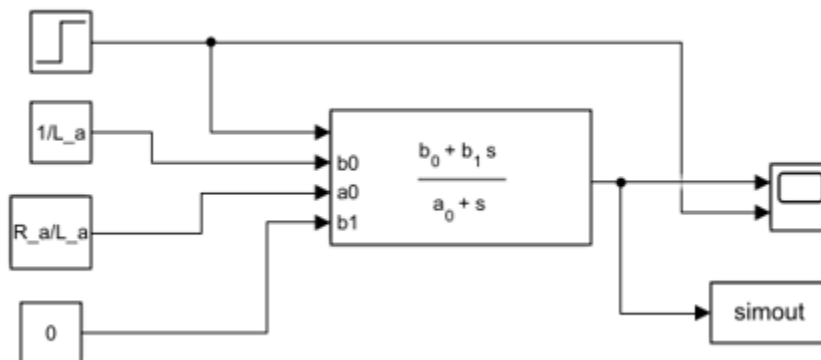 1/L_a
b0
a0
b1
b₀ + b₁ s
a₀ + s
R_a/L_a
0
simout